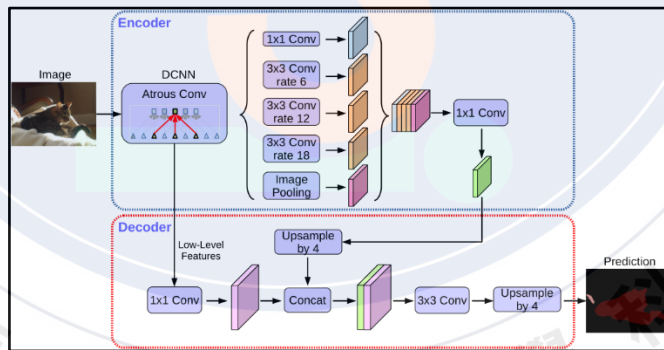 Encoder
Image
DCNN
Atrous Conv
1x1 Conv
3x3 Conv
rate 6
3x3 Conv
rate 12
3x3 Conv
rate 18
Image
Pooling
1x1 Conv
Decoder
Low-Level
Features
Upsample
by 4
1x1 Conv
Concat
3x3 Conv
Upsample
by 4
Prediction